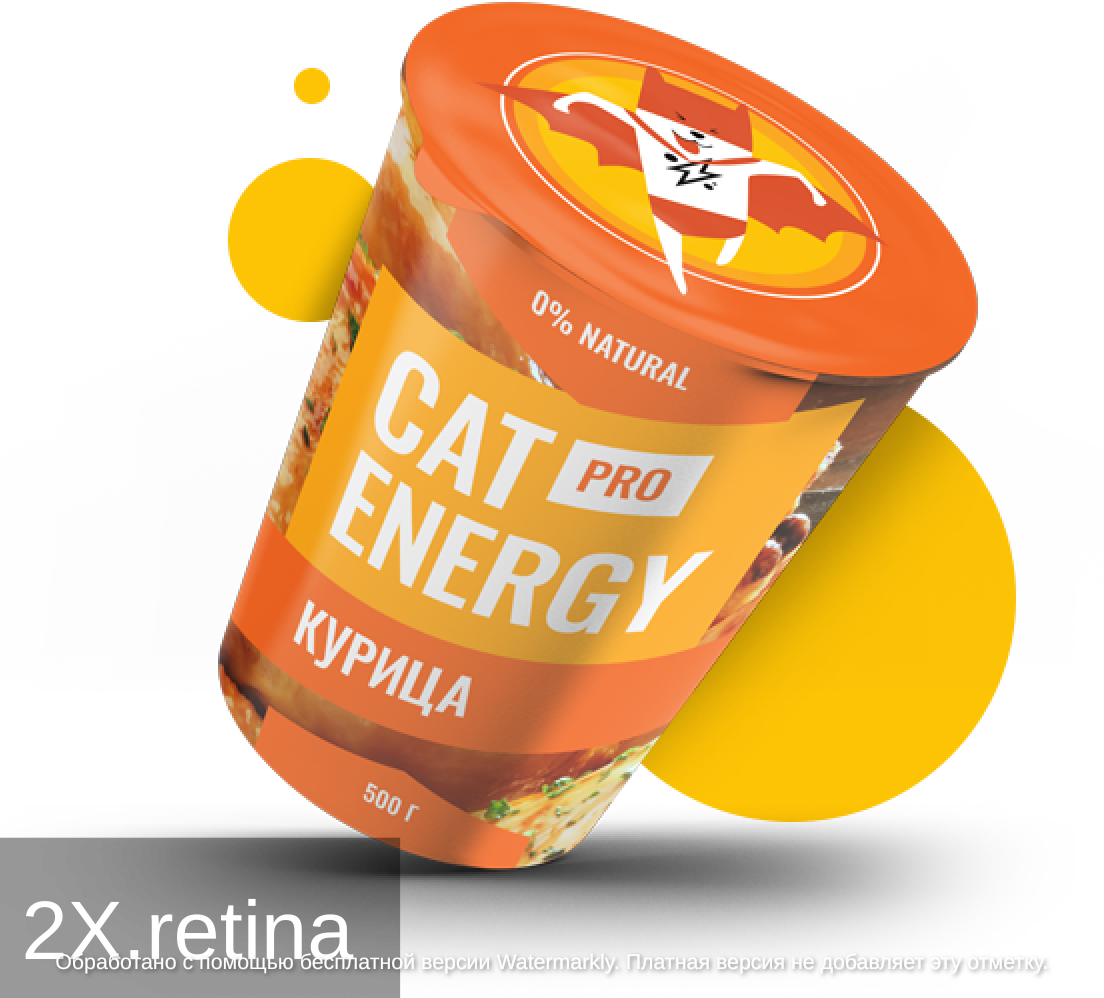 0% NATURAL
CAT PRO
ENERGY
КУРИЦА
500 Г
2X.retina
Обработано с помощью бесплатной версии Watermarkly. Платная версия не добавляет эту отметку.